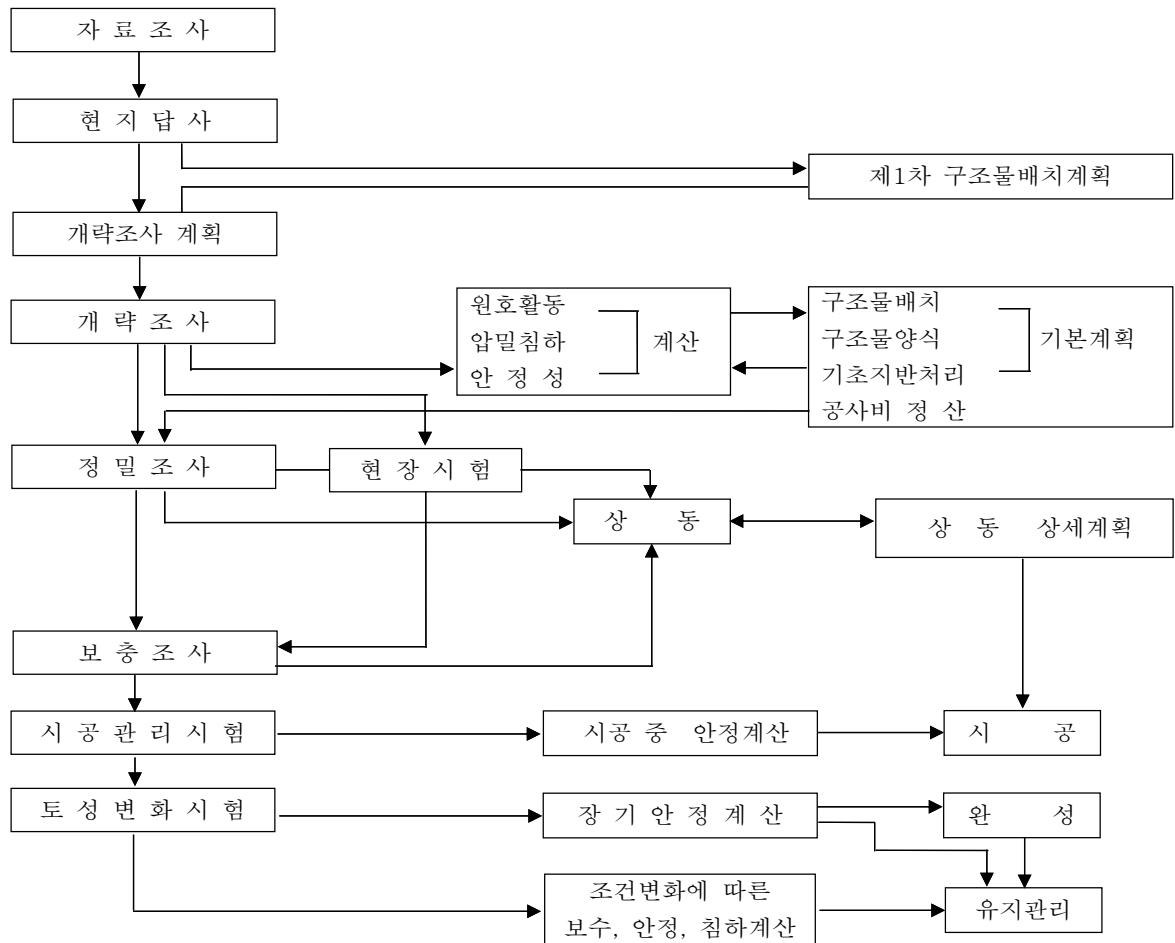 자 료 조 사
현 지 답 사
제1차 구조물배치계획
개략조사 계획
개 략 조 사
원호활동
압밀침하
안 정 성
계산
구조물배치
구조물양식
기초지반처리
공사비 정 산
기본계획
정 밀 조 사
현 장 시 험
상 동
상 동 상세계획
보 충 조 사
시 공 관 리 시 험
시공 중 안정계산
시 공
토 성 변 화 시 험
장 기 안 정 계 산
완 성
조건변화에 따른
보수, 안정, 침하계산
유지관리